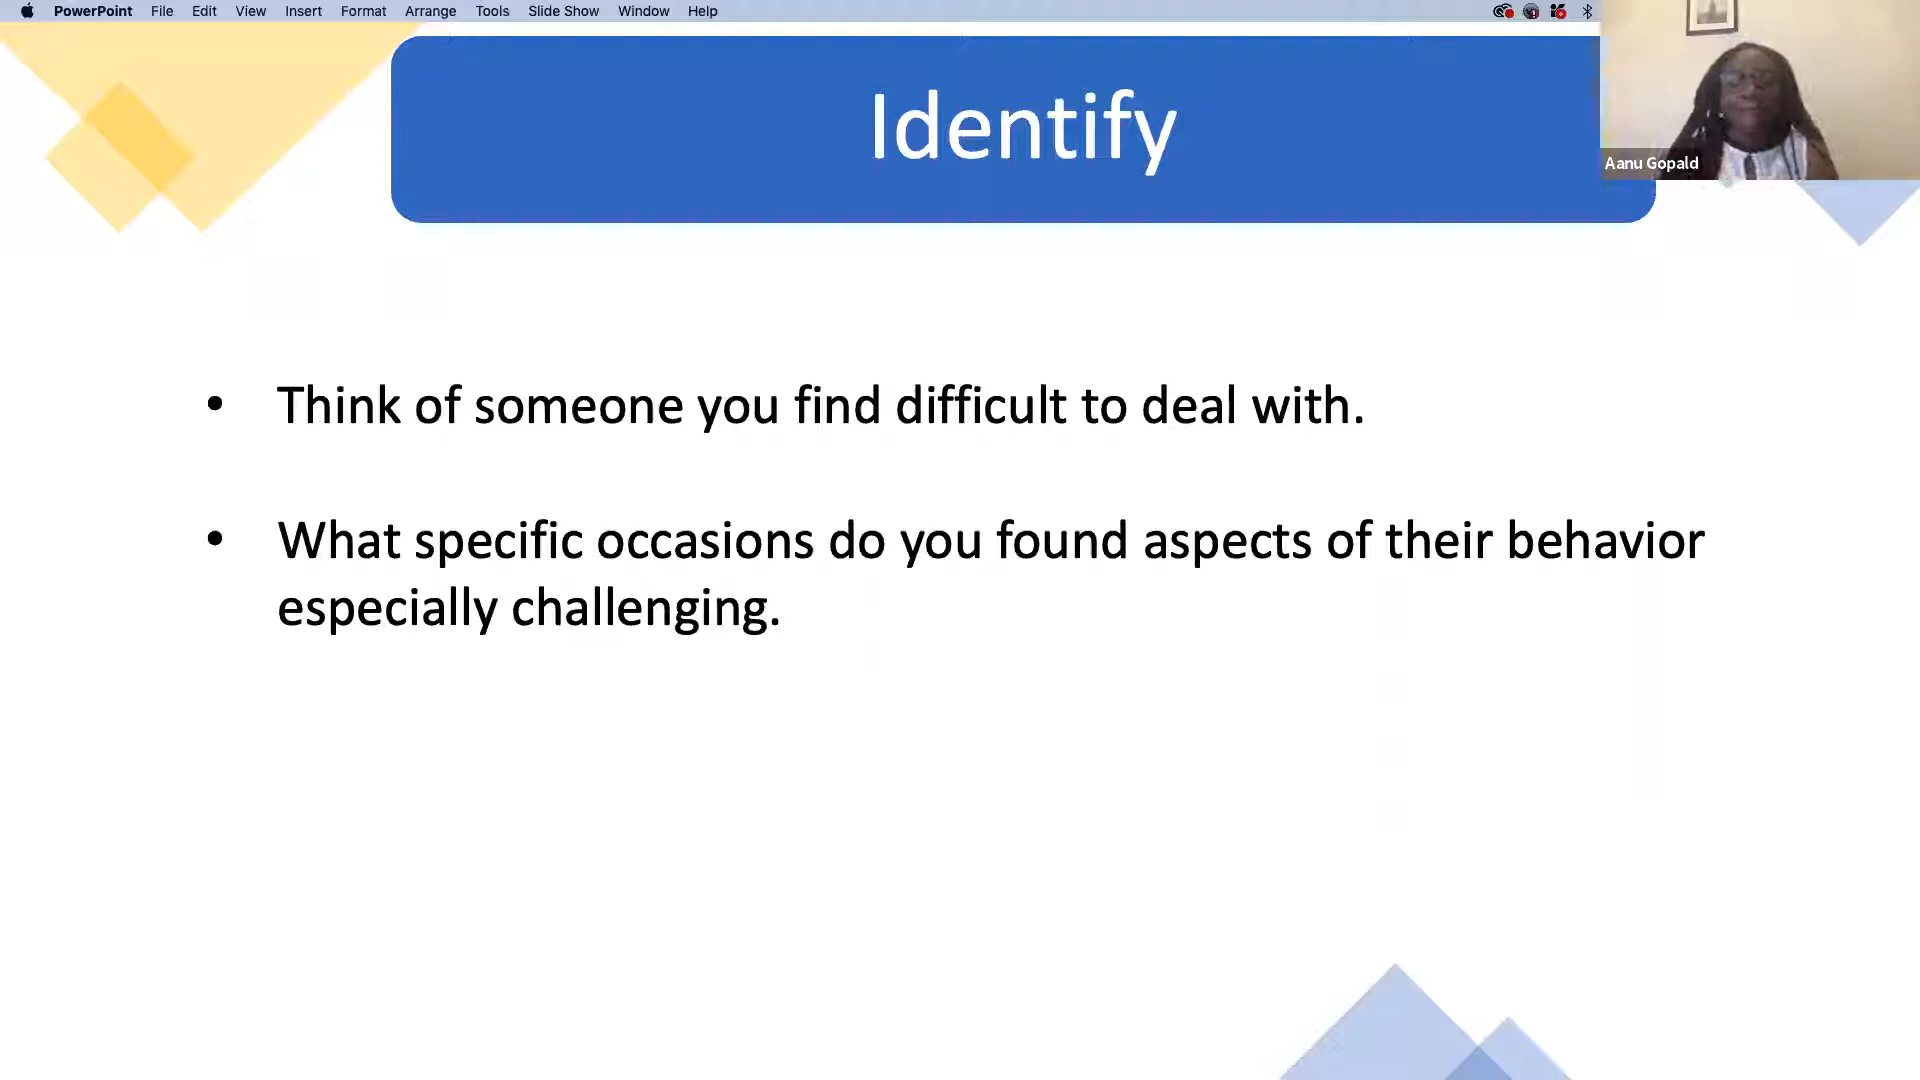 PowerPoint File Edit View Insert Format Arrange Tools Slide Show Window Help
Identify
Aanu Gopald
• Think of someone you find difficult to deal with.
• What specific occasions do you found aspects of their behavior
especially challenging.